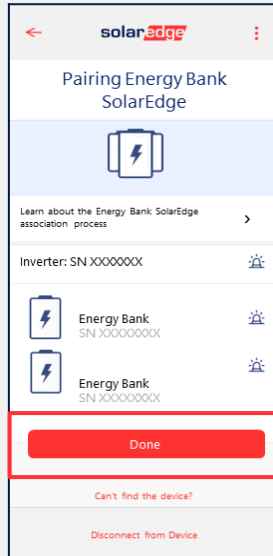 solaredge
Pairing Energy Bank
SolarEdge
Learn about the Energy Bank SolarEdge
association process
Inverter: SN XXXXXXX
Energy Bank
SN XXXXXXXX
Energy Bank
SN XXXXXXXX
Done
Can't find the device?
Disconnect from Device